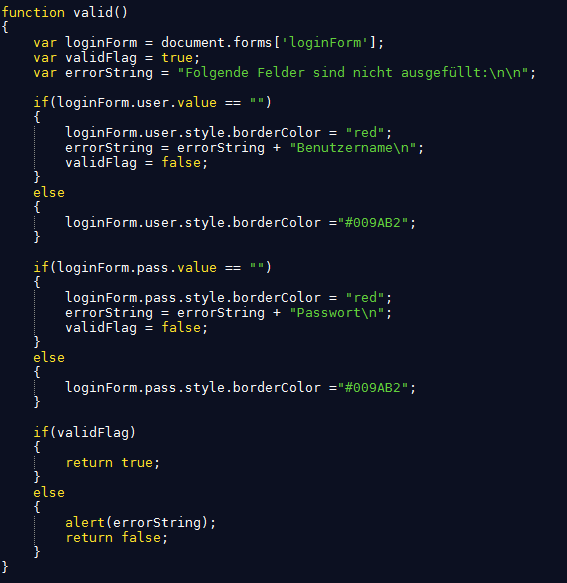 function valid()
{
    var loginForm = document.forms['loginForm'];
    var validFlag = true;
    var errorString = "Folgende Felder sind nicht ausgefüllt:\n\n";

    if(loginForm.user.value == "")
    {
        loginForm.user.style.borderColor = "red";
        errorString = errorString + "Benutzername\n";
        validFlag = false;
    }
    else
    {
        loginForm.user.style.borderColor ="#009AB2";
    }

    if(loginForm.pass.value == "")
    {
        loginForm.pass.style.borderColor = "red";
        errorString = errorString + "Passwort\n";
        validFlag = false;
    }
    else
    {
        loginForm.pass.style.borderColor ="#009AB2";
    }

    if(validFlag)
    {
        return true;
    }
    else
    {
        alert(errorString);
        return false;
    }
}